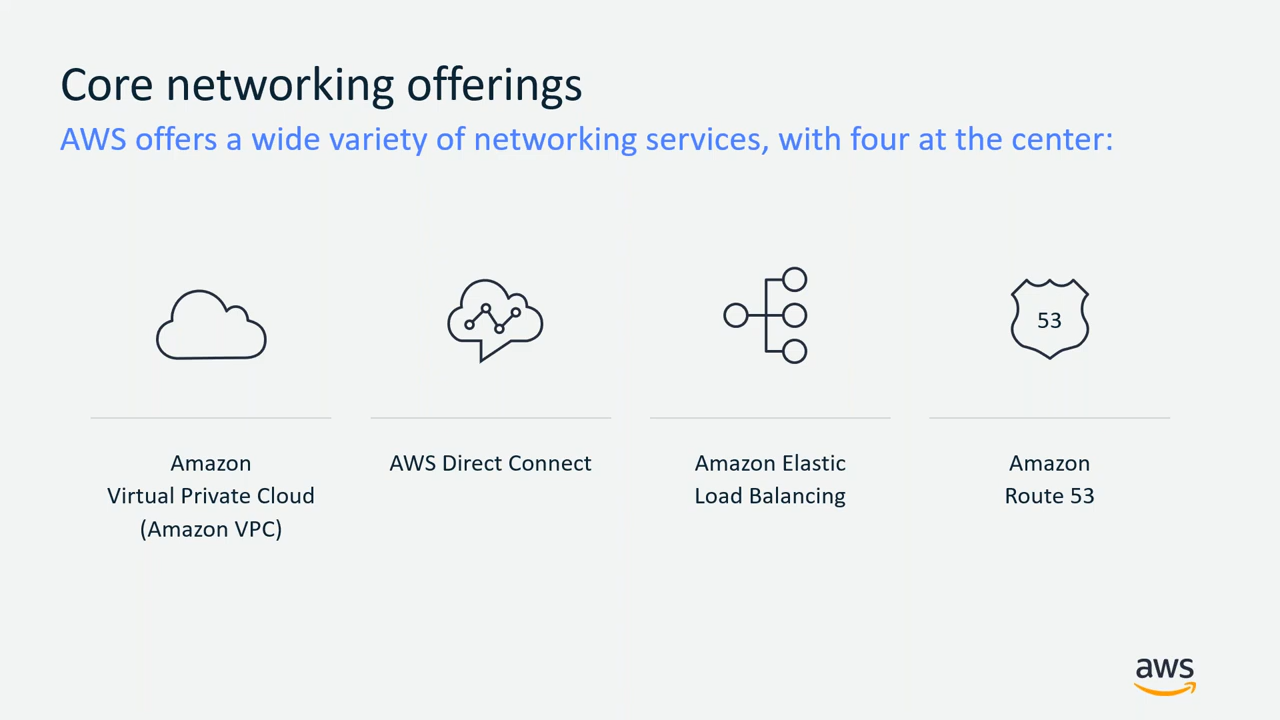 Core networking offerings
AWS offers a wide variety of networking services, with four at the center:
53
Amazon
Virtual Private Cloud
(Amazon VPC)
AWS Direct Connect
Amazon Elastic
Load Balancing
Amazon
Route 53
aws